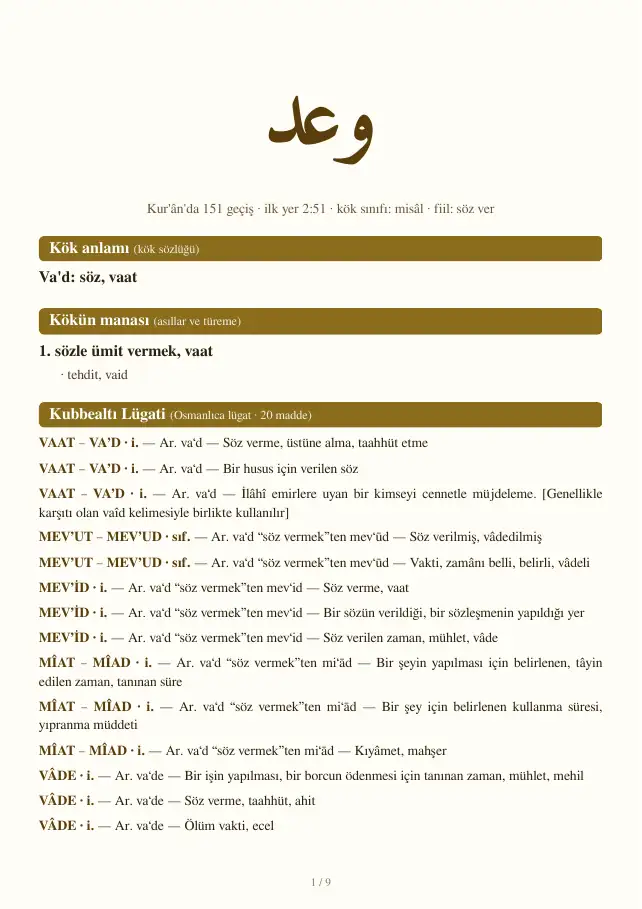 وعد
Kur'ân'da 151 geçiş · ilk yer 2:51 · kök sınıfı: misâl · fiil: söz ver
Kök anlamı (kök sözlüğü)
Va'd: söz, vaat
Kökün manası (asıllar ve türeme)
1. sözle ümit vermek, vaat
· tehdit, vaid
Kubbealtı Lügati (Osmanlıca lügat · 20 madde)
VAAT – VA’D · i. — Ar. va‘d — Söz verme, üstüne alma, taahhüt etme
VAAT – VA’D · i. — Ar. va‘d — Bir husus için verilen söz
VAAT – VA’D · i. — Ar. va‘d — İlâhî emirlere uyan bir kimseyi cennetle müjdeleme. [Genellikle
karşıtı olan vaîd kelimesiyle birlikte kullanılır]
MEV’UT – MEV’UD · sıf. — Ar. va‘d “söz vermek”ten mev‘ūd — Söz verilmiş, vâdedilmiş
MEV’UT – MEV’UD · sıf. — Ar. va‘d “söz vermek”ten mev‘ūd — Vakti, zamânı belli, belirli, vâdeli
MEV’İD · i. — Ar. va‘d “söz vermek”ten mev‘id — Söz verme, vaat
MEV’İD · i. — Ar. va‘d “söz vermek”ten mev‘id — Bir sözün verildiği, bir sözleşmenin yapıldığı yer
MEV’İD · i. — Ar. va‘d “söz vermek”ten mev‘id — Söz verilen zaman, mühlet, vâde
MÎAT – MÎAD · i. — Ar. va‘d “söz vermek”ten mi‘ād — Bir şeyin yapılması için belirlenen, tâyin
edilen zaman, tanınan süre
MÎAT – MÎAD · i. — Ar. va‘d “söz vermek”ten mi‘ād — Bir şey için belirlenen kullanma süresi,
yıpranma müddeti
MÎAT – MÎAD · i. — Ar. va‘d “söz vermek”ten mi‘ād — Kıyâmet, mahşer
VÂDE · i. — Ar. va‘de — Bir işin yapılması, bir borcun ödenmesi için tanınan zaman, mühlet, mehil
VÂDE · i. — Ar. va‘de — Söz verme, taahhüt, ahit
VÂDE · i. — Ar. va‘de — Ölüm vakti, ecel
1 / 9